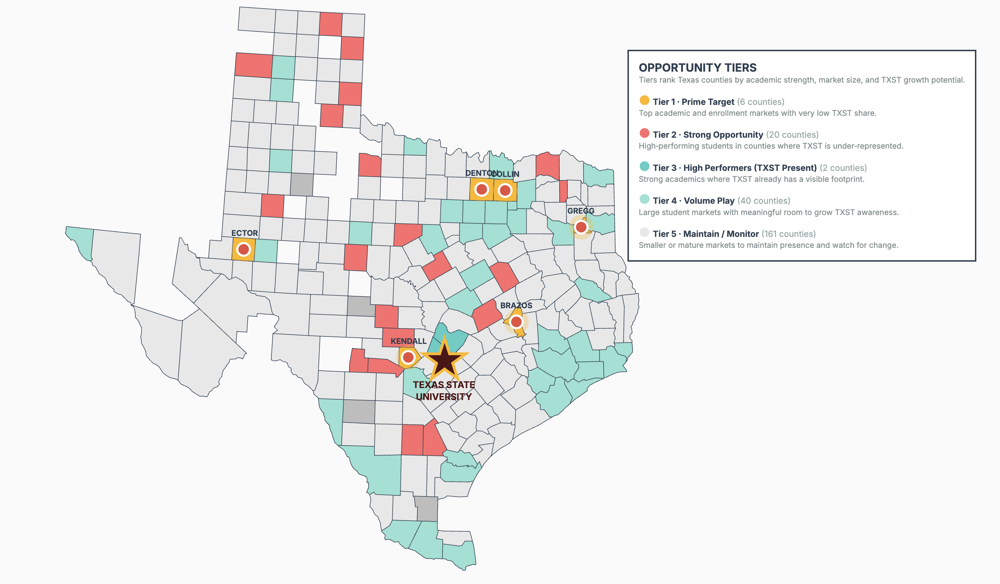 OPPORTUNITY TIERS
Tiers rank Texas counties by academic strength, market size, and TXST growth potential.
Tier 1 · Prime Target (6 counties)
Top academic and enrollment markets with very low TXST share.
Tier 2 · Strong Opportunity (20 counties)
High-performing students in counties where TXST is under-represented.
Tier 3 · High Performers (TXST Present) (2 counties)
Strong academics where TXST already has a visible footprint.
Tier 4 · Volume Play (40 counties)
Large student markets with meaningful room to grow TXST awareness.
Tier 5 · Maintain / Monitor (161 counties)
Smaller or mature markets to maintain presence and watch for change.
DENTON
COLLIN
GREGG
ECTOR
BRAZOS
KENDALL
TEXAS STATE
UNIVERSITY